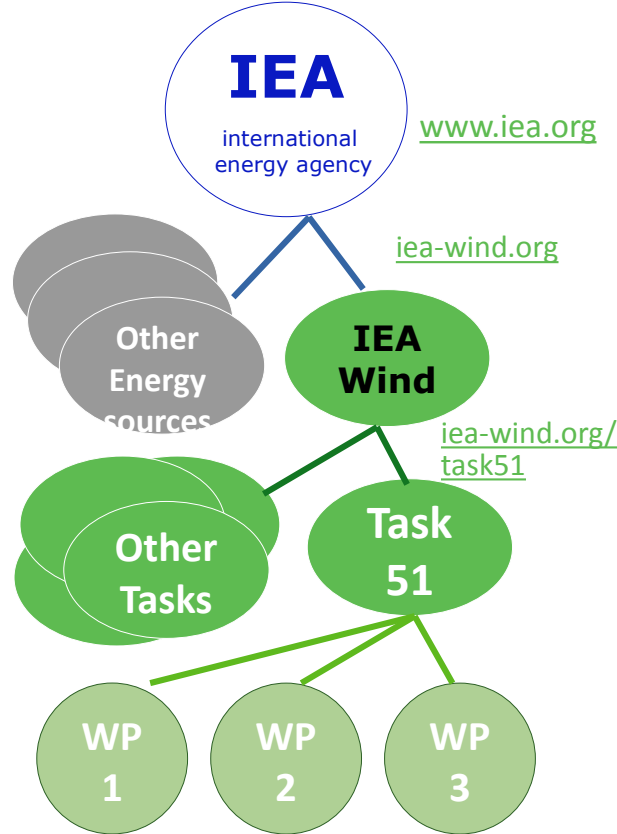 IEA
international
energy agency
www.iea.org
iea-wind.org
Other
Energy
sources
IEA
Wind
iea-wind.org/
task51
Other
Tasks
Task
51
WP
1
WP
2
WP
3